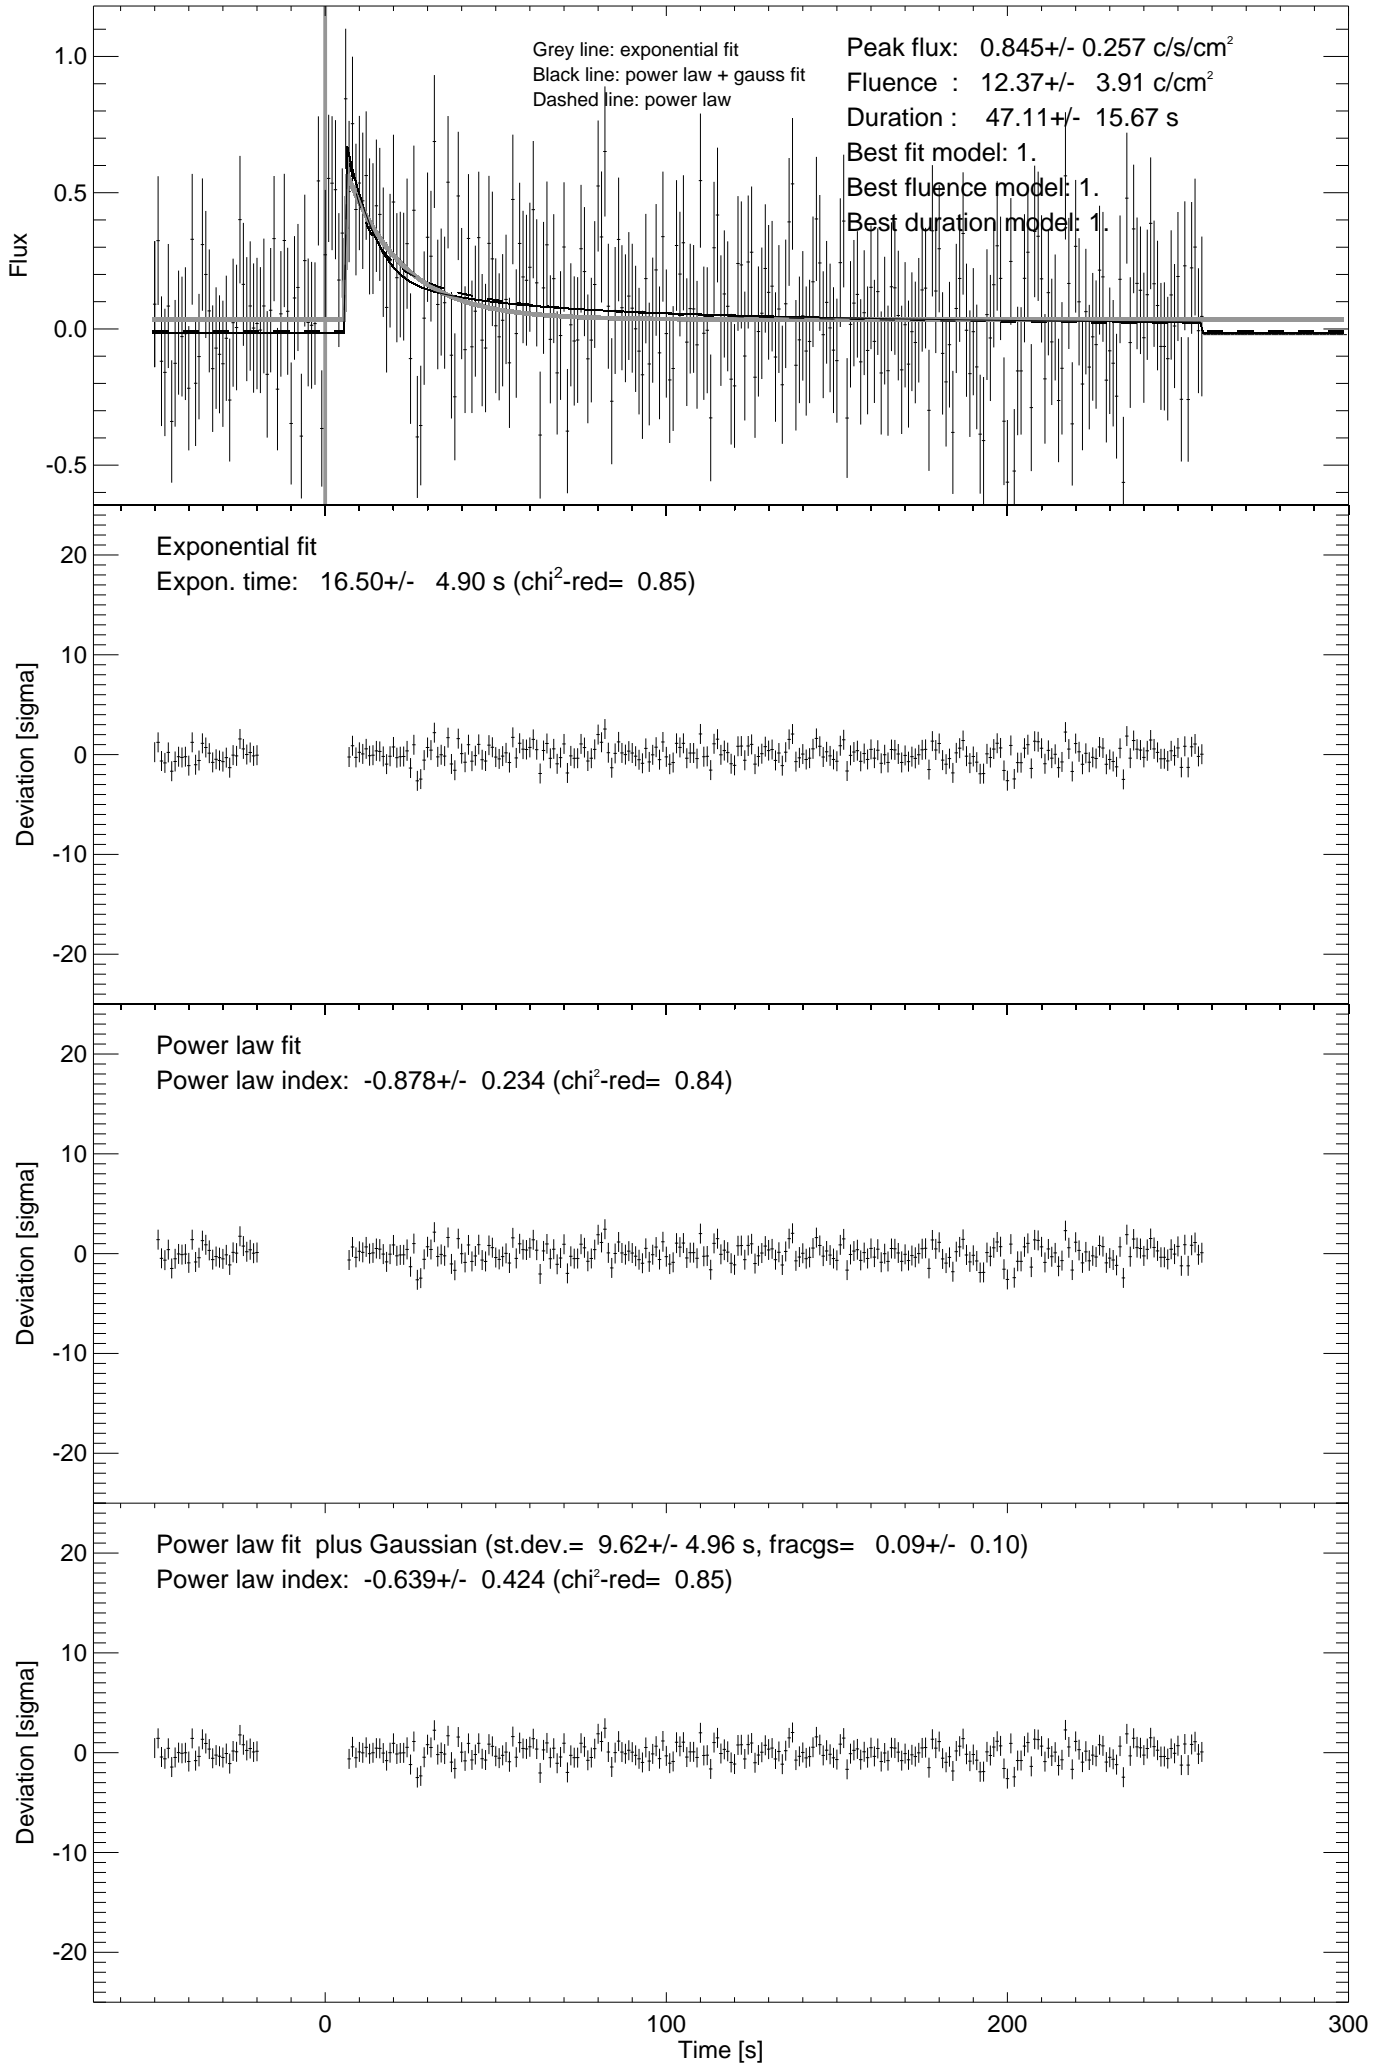 Grey line: exponential fit
Black line: power law + gauss fit
Dashed line: power law
Peak flux: 0.845+/- 0.257 c/s/cm²
Fluence : 12.37+/- 3.91 c/cm²
Duration : 47.11+/- 15.67 s
Best fit model: 1.
Best fluence model: 1.
Best duration model: 1.
Flux
1.0
0.5
0.0
-0.5
Exponential fit
Expon. time: 16.50+/- 4.90 s (chi²-red= 0.85)
Deviation [sigma]
20
10
0
-10
-20
Power law fit
Power law index: -0.878+/- 0.234 (chi²-red= 0.84)
Deviation [sigma]
20
10
0
-10
-20
Power law fit plus Gaussian (st.dev.= 9.62+/- 4.96 s, fracgs= 0.09+/- 0.10)
Power law index: -0.639+/- 0.424 (chi²-red= 0.85)
Deviation [sigma]
20
10
0
-10
-20
0 100 200 300
Time [s]